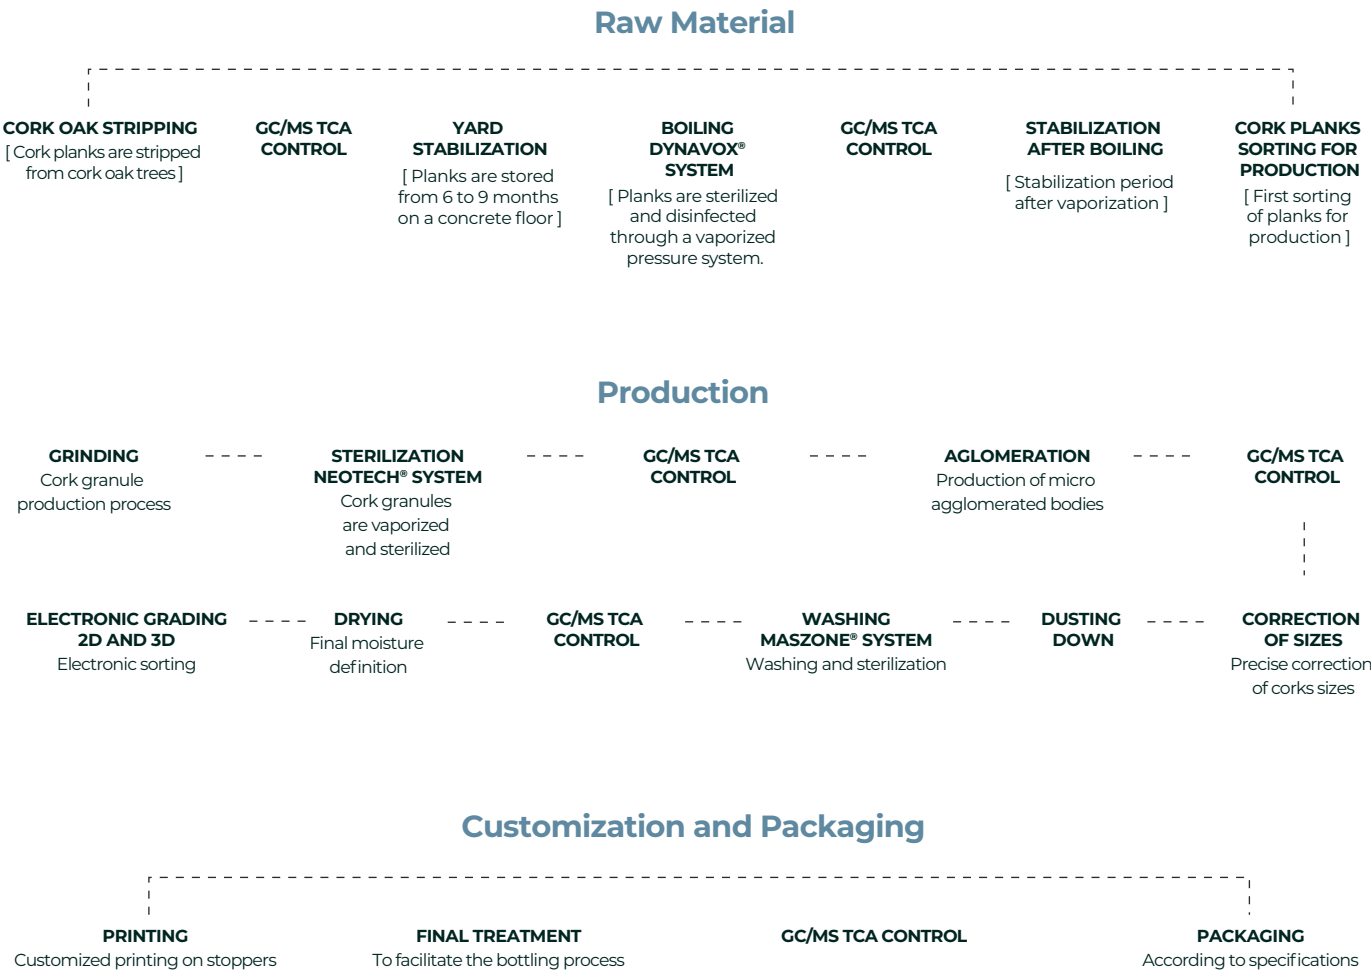 Raw Material
CORK OAK STRIPPING
[ Cork planks are stripped
from cork oak trees ]
GC/MS TCA
CONTROL
YARD
STABILIZATION
[ Planks are stored
from 6 to 9 months
on a concrete floor ]
BOILING
DYNAVOX®
SYSTEM
[ Planks are sterilized
and disinfected
through a vaporized
pressure system.
GC/MS TCA
CONTROL
STABILIZATION
AFTER BOILING
[ Stabilization period
after vaporization ]
CORK PLANKS
SORTING FOR
PRODUCTION
[ First sorting
of planks for
production ]
Production
GRINDING
Cork granule
production process
STERILIZATION
NEOTECH® SYSTEM
Cork granules
are vaporized
and sterilized
GC/MS TCA
CONTROL
AGLOMERATION
Production of micro
agglomerated bodies
GC/MS TCA
CONTROL
ELECTRONIC GRADING
2D AND 3D
Electronic sorting
DRYING
Final moisture
definition
GC/MS TCA
CONTROL
WASHING
MASZONE® SYSTEM
Washing and sterilization
DUSTING
DOWN
CORRECTION
OF SIZES
Precise correction
of corks sizes
Customization and Packaging
PRINTING
Customized printing on stoppers
FINAL TREATMENT
To facilitate the bottling process
GC/MS TCA CONTROL
PACKAGING
According to specifications